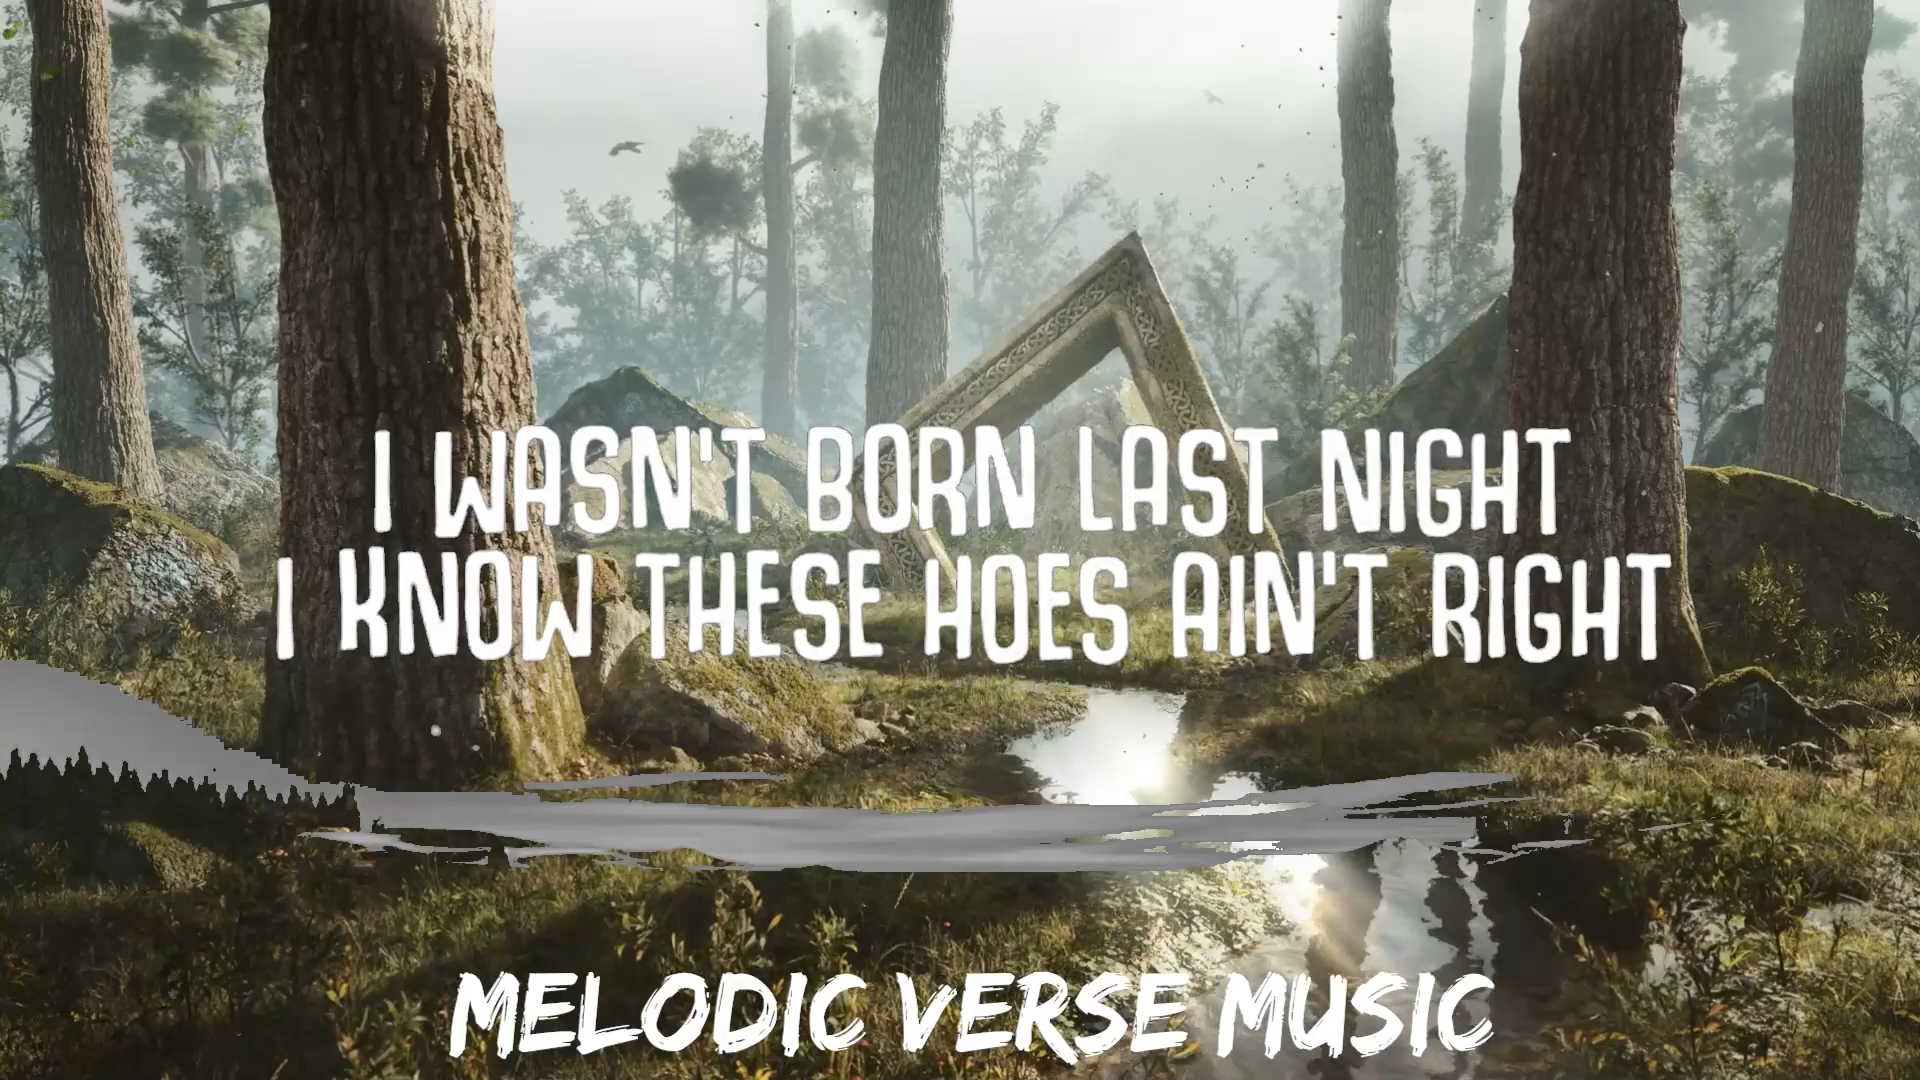 I WASN'T BORN LAST NIGHT
I KNOW THESE HOES AIN'T RIGHT
MELODIC VERSE MUSIC